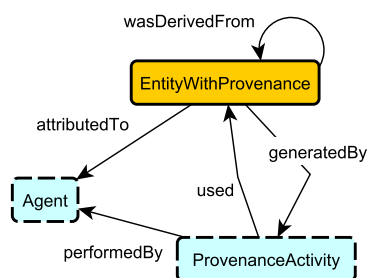 wasDerivedFrom
EntityWithProvenance
attributedTo
generatedBy
used
Agent
performedBy
ProvenanceActivity